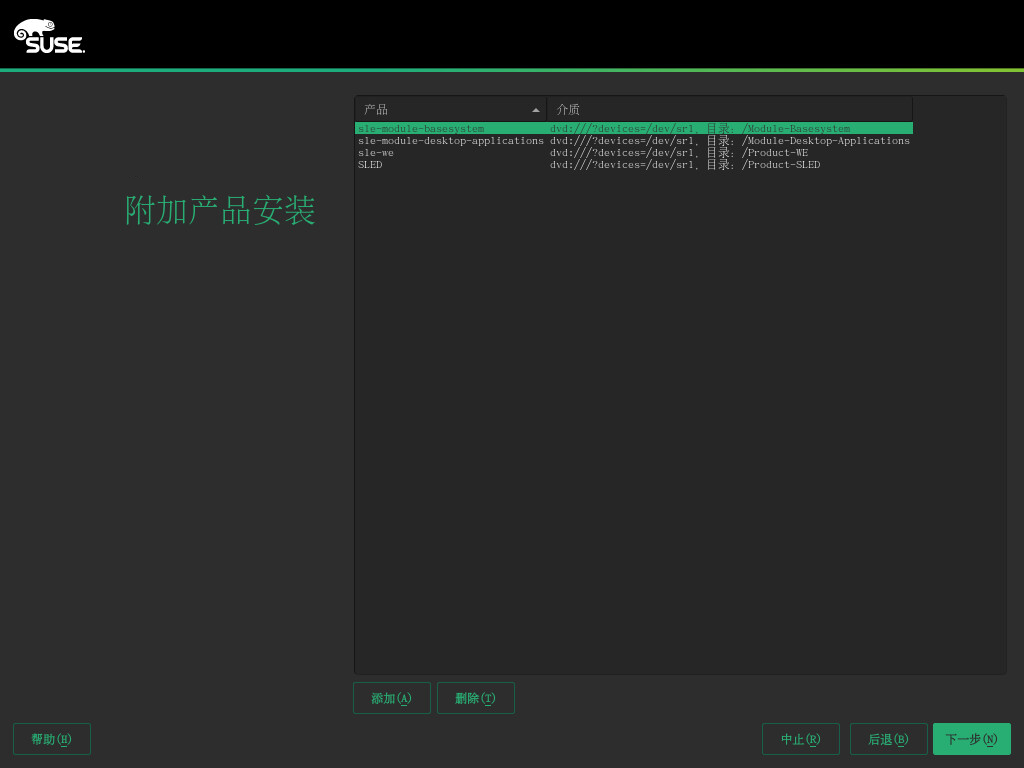 SUSE.
产品 介质
sle-module-basesystem dvd:///?devices=/dev/sr1, 目录: /Module-Basesystem
sle-module-desktop-applications dvd:///?devices=/dev/sr1, 目录: /Module-Desktop-Applications
sle-we dvd:///?devices=/dev/sr1, 目录: /Product-WE
SLED dvd:///?devices=/dev/sr1, 目录: /Product-SLED
附加产品安装
添加(A) 删除(T)
帮助(H) 中止(R) 后退(B) 下一步(N)